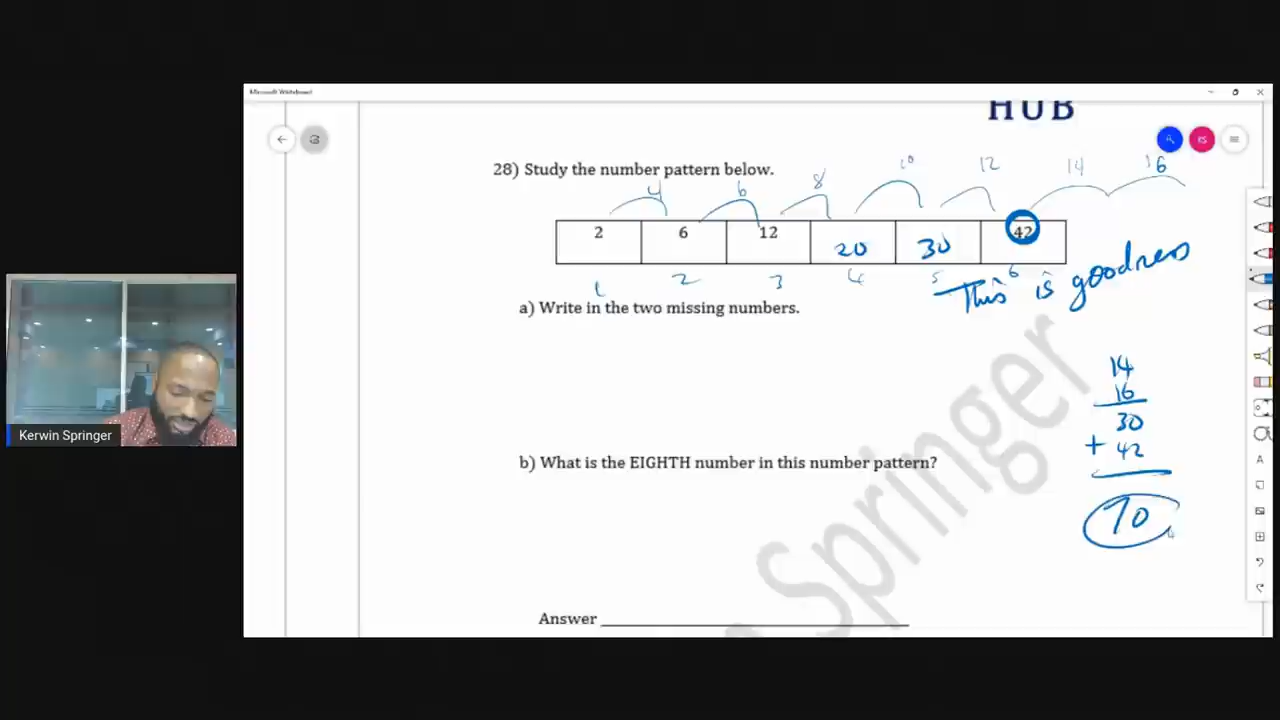 Microsoft Whiteboard
HUB
28) Study the number pattern below.
4 6 8 10 12 14 16
2 6 12 20 30 42
1 2 3 4 5 6
This is goodness
a) Write in the two missing numbers.
14
16
30
+ 42
70
b) What is the EIGHTH number in this number pattern?
Answer
Springer
Kerwin Springer